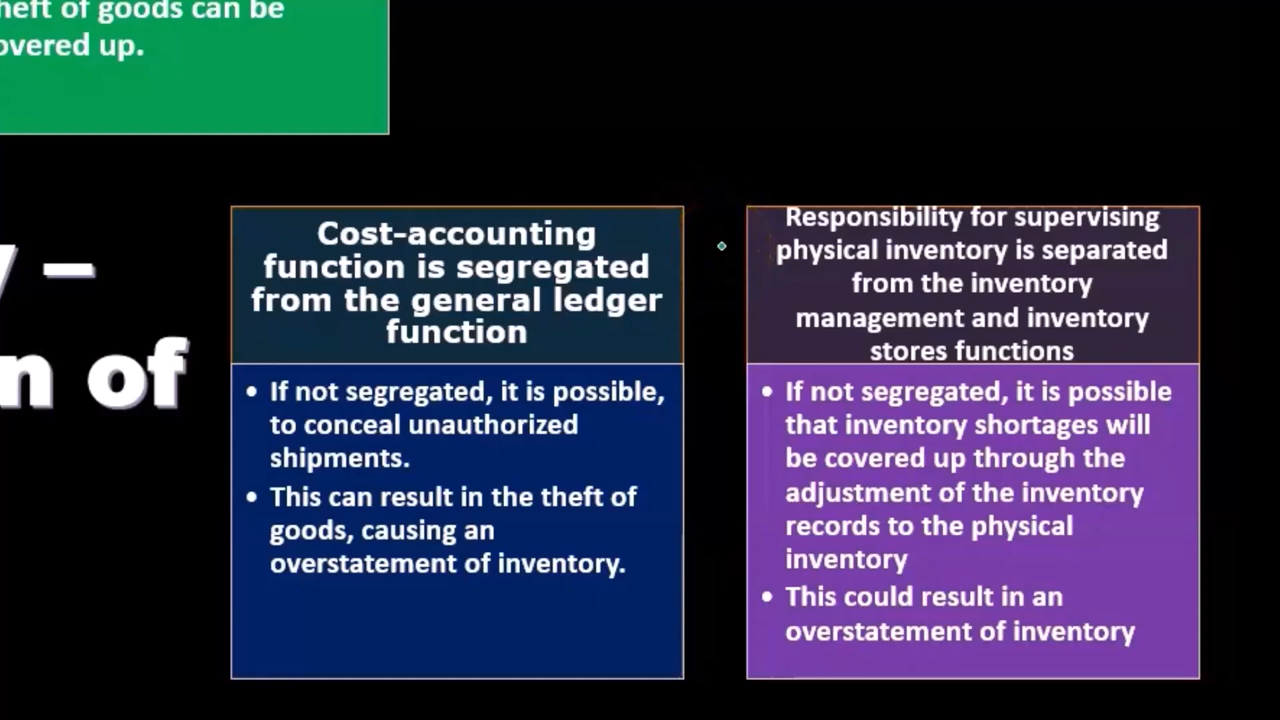 heft of goods can be
overed up.
–
n of
Cost-accounting
function is segregated
from the general ledger
function
• If not segregated, it is possible,
to conceal unauthorized
shipments.
• This can result in the theft of
goods, causing an
overstatement of inventory.
Responsibility for supervising
physical inventory is separated
from the inventory
management and inventory
stores functions
• If not segregated, it is possible
that inventory shortages will
be covered up through the
adjustment of the inventory
records to the physical
inventory
• This could result in an
overstatement of inventory